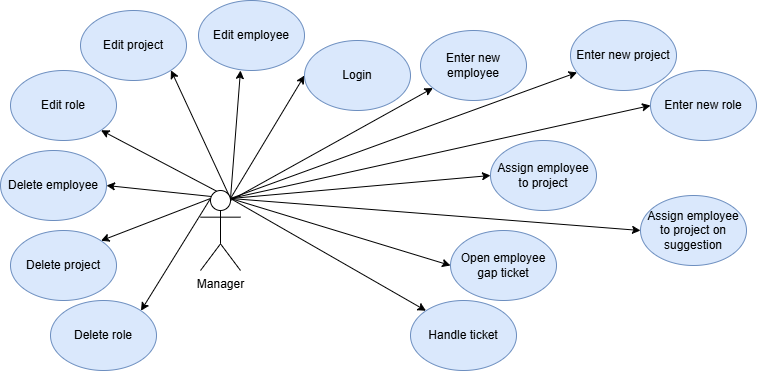 Edit project
Edit employee
Login
Enter new
employee
Enter new project
Enter new role
Edit role
Delete employee
Assign employee
to project
Assign employee
to project on
suggestion
Delete project
Open employee
gap ticket
Manager
Delete role
Handle ticket